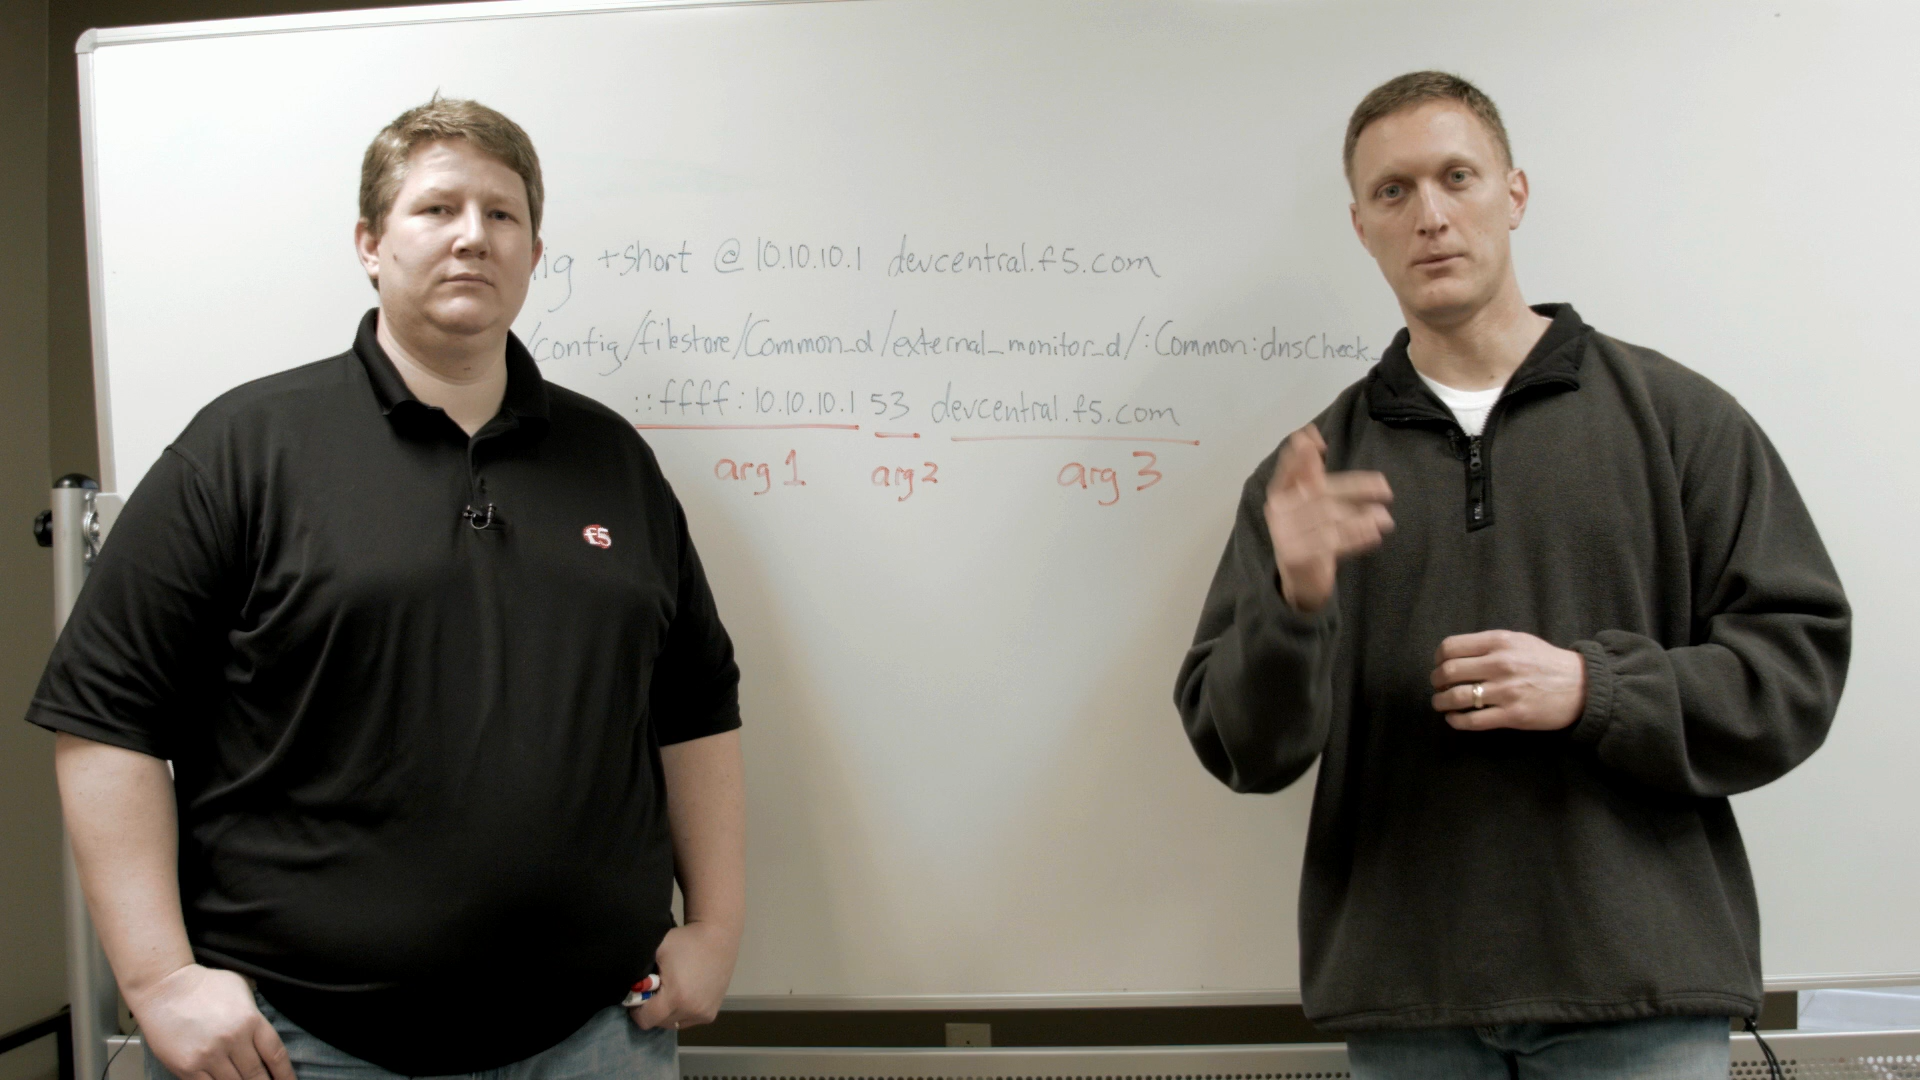 ig +short @ 10.10.10.1 devcentral.f5.com
/config/filestore/Common_d/external_monitor_d/:Common:dnsCheck_
::ffff:10.10.10.1 53 devcentral.f5.com
arg 1 arg 2 arg 3
f5